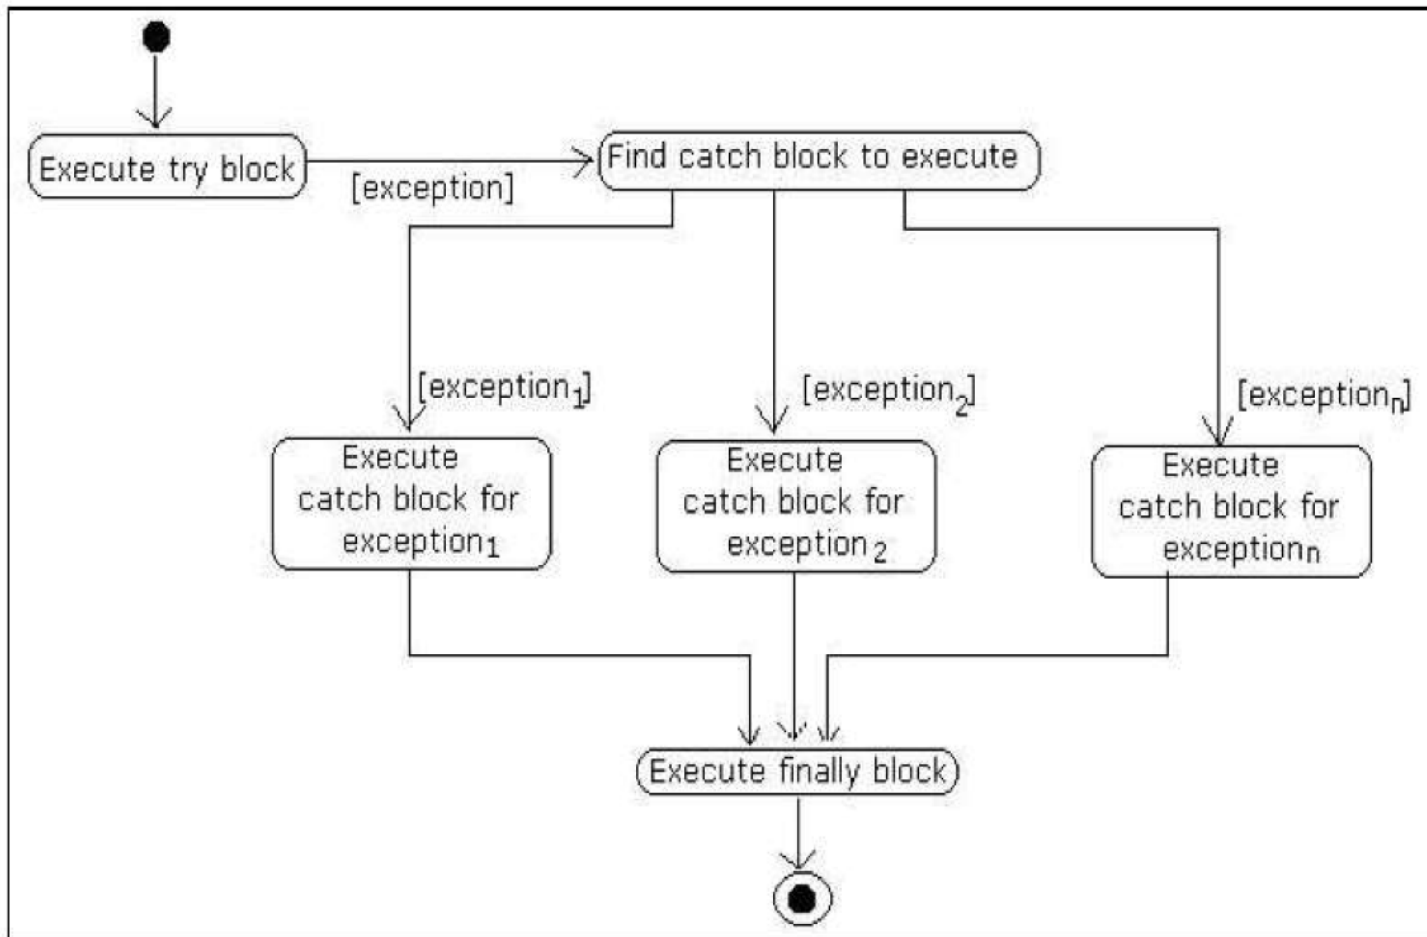 Execute try block
[exception]
Find catch block to execute
[exception₁]
[exception₂]
[exceptionₙ]
Execute
catch block for
exception₁
Execute
catch block for
exception₂
Execute
catch block for
exceptionₙ
Execute finally block